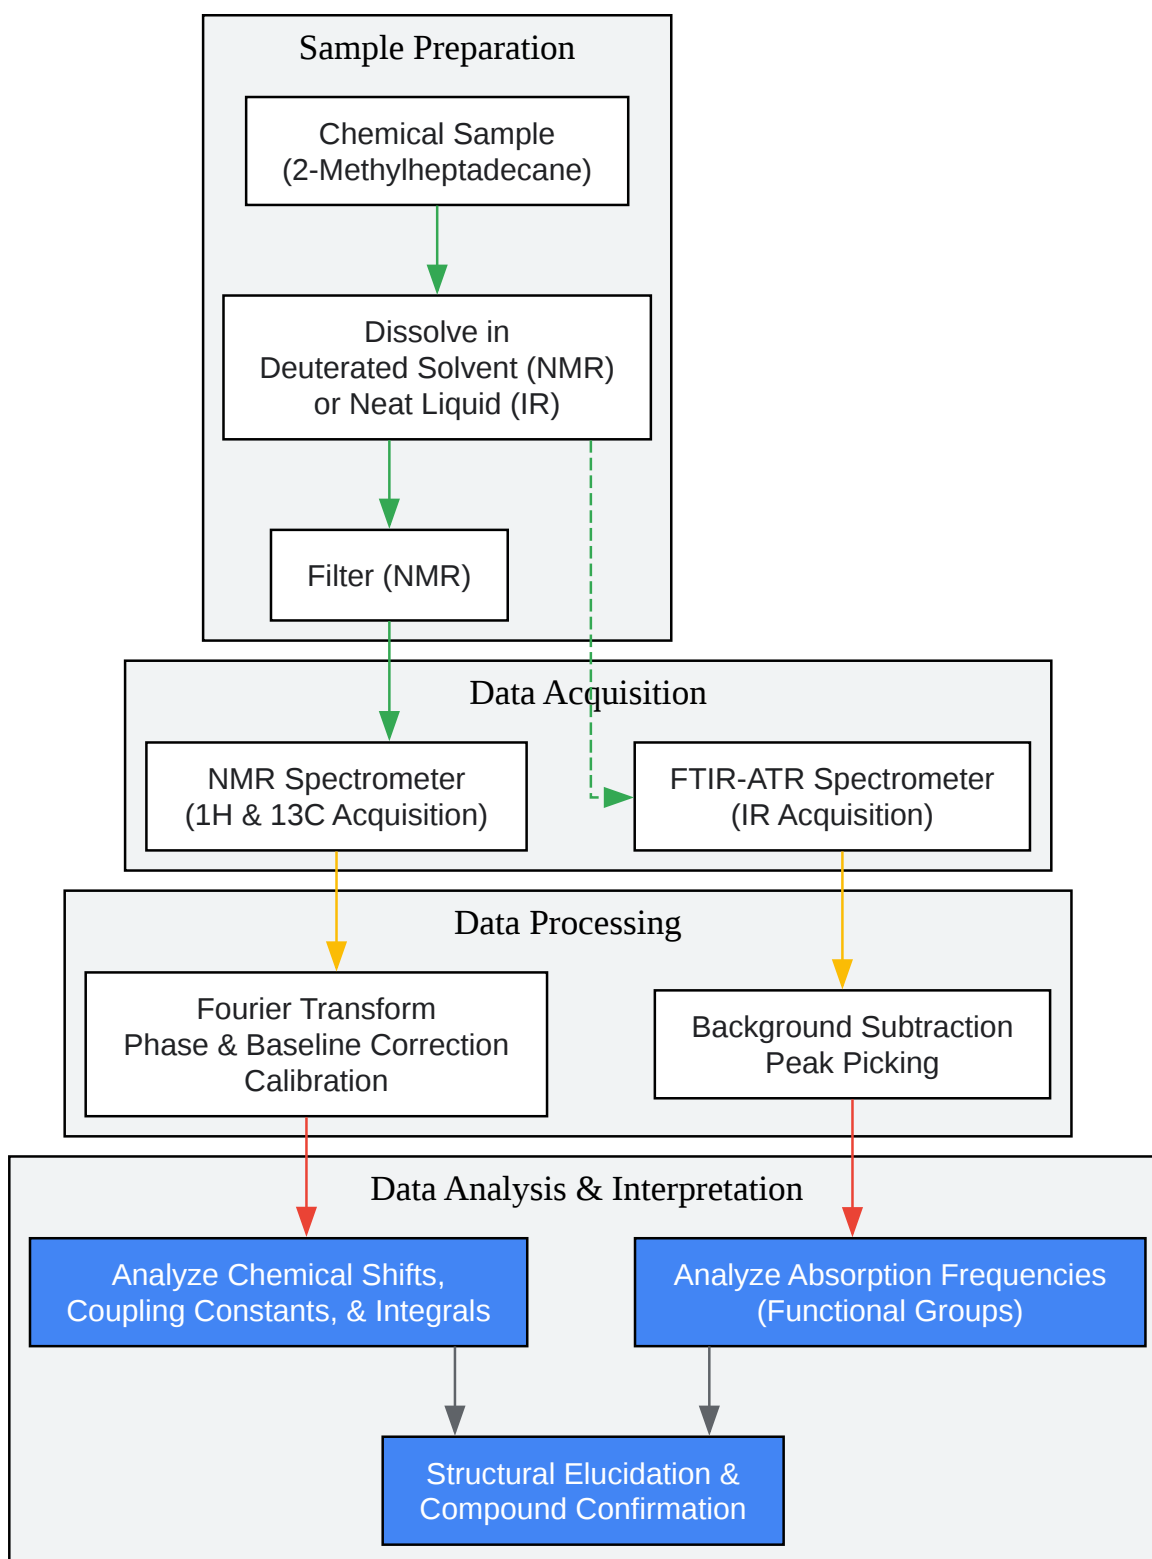 Sample Preparation
Chemical Sample
(2-Methylheptadecane)
Dissolve in
Deuterated Solvent (NMR)
or Neat Liquid (IR)
Filter (NMR)
Data Acquisition
NMR Spectrometer
(1H & 13C Acquisition)
FTIR-ATR Spectrometer
(IR Acquisition)
Data Processing
Fourier Transform
Phase & Baseline Correction
Calibration
Background Subtraction
Peak Picking
Data Analysis & Interpretation
Analyze Chemical Shifts,
Coupling Constants, & Integrals
Analyze Absorption Frequencies
(Functional Groups)
Structural Elucidation &
Compound Confirmation